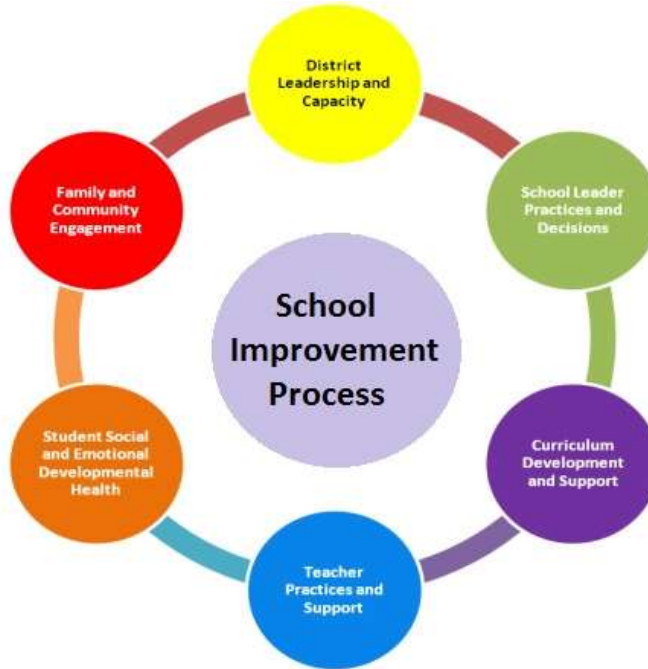 District
Leadership and
Capacity
School Leader
Practices and
Decisions
Curriculum
Development
and Support
Teacher
Practices and
Support
Student Social
and Emotional
Developmental
Health
Family and
Community
Engagement
School
Improvement
Process